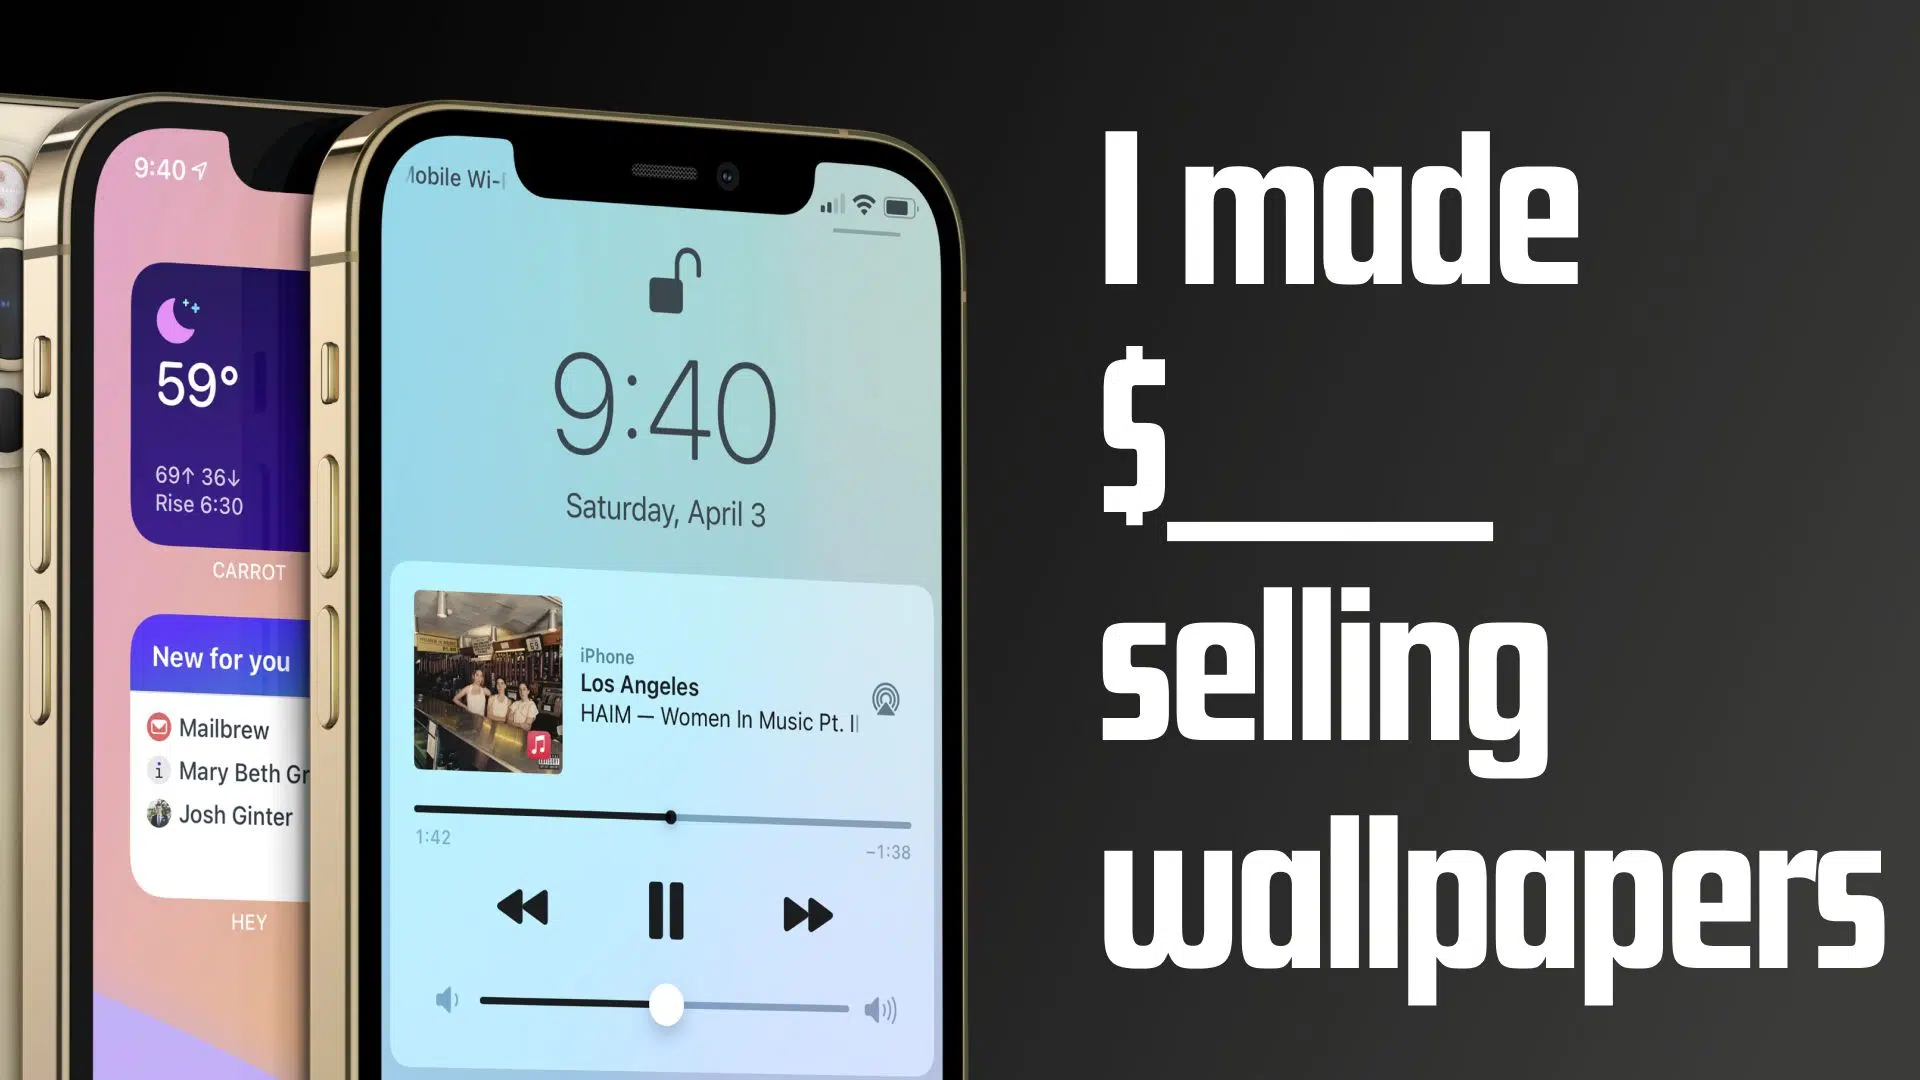 9:40
59°
69↑ 36↓
Rise 6:30
CARROT
New for you
Mailbrew
i Mary Beth Gr
Josh Ginter
HEY
Mobile Wi-
9:40
Saturday, April 3
iPhone
Los Angeles
HAIM — Women In Music Pt. II
1:42
−1:38
I made
$_____
selling
wallpapers